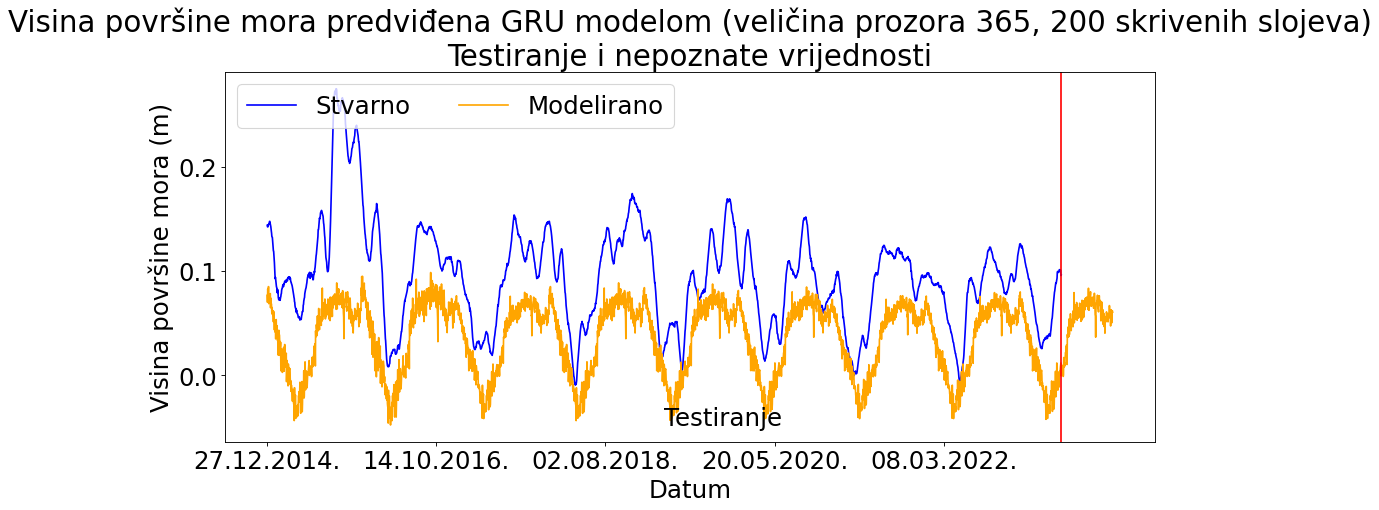 Visina površine mora predviđena GRU modelom (veličina prozora 365, 200 skrivenih slojeva)
Testiranje i nepoznate vrijednosti
Stvarno
Modelirano
Visina površine mora (m)
0.2
0.1
0.0
Testiranje
27.12.2014.
14.10.2016.
02.08.2018.
20.05.2020.
08.03.2022.
Datum